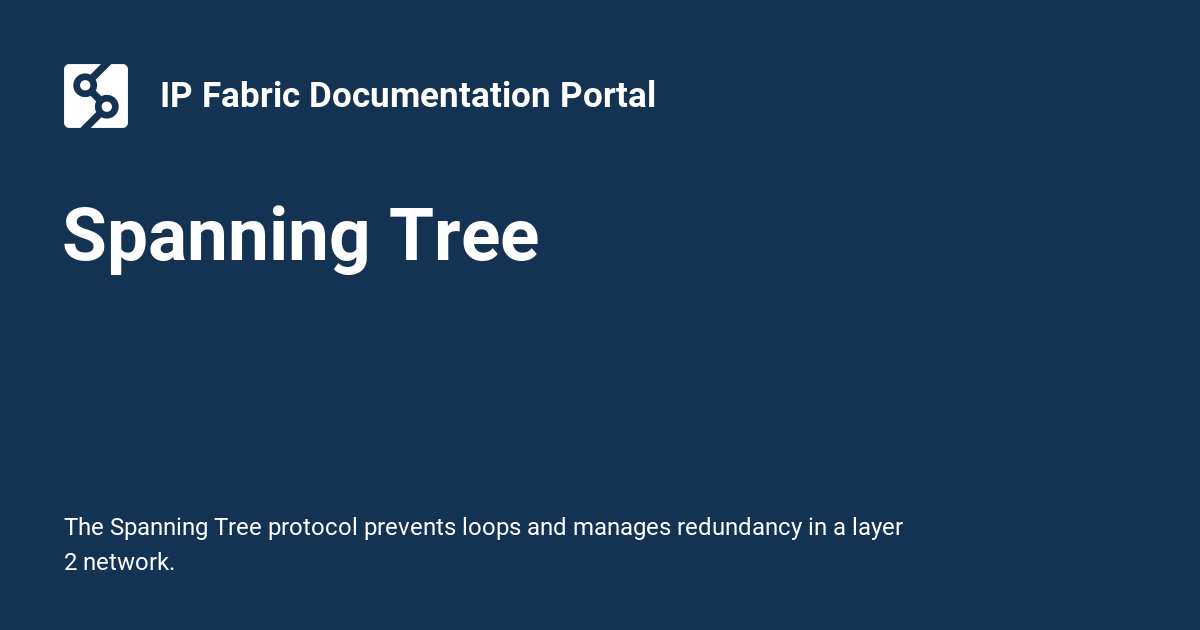 IP Fabric Documentation Portal
Spanning Tree
The Spanning Tree protocol prevents loops and manages redundancy in a layer
2 network.